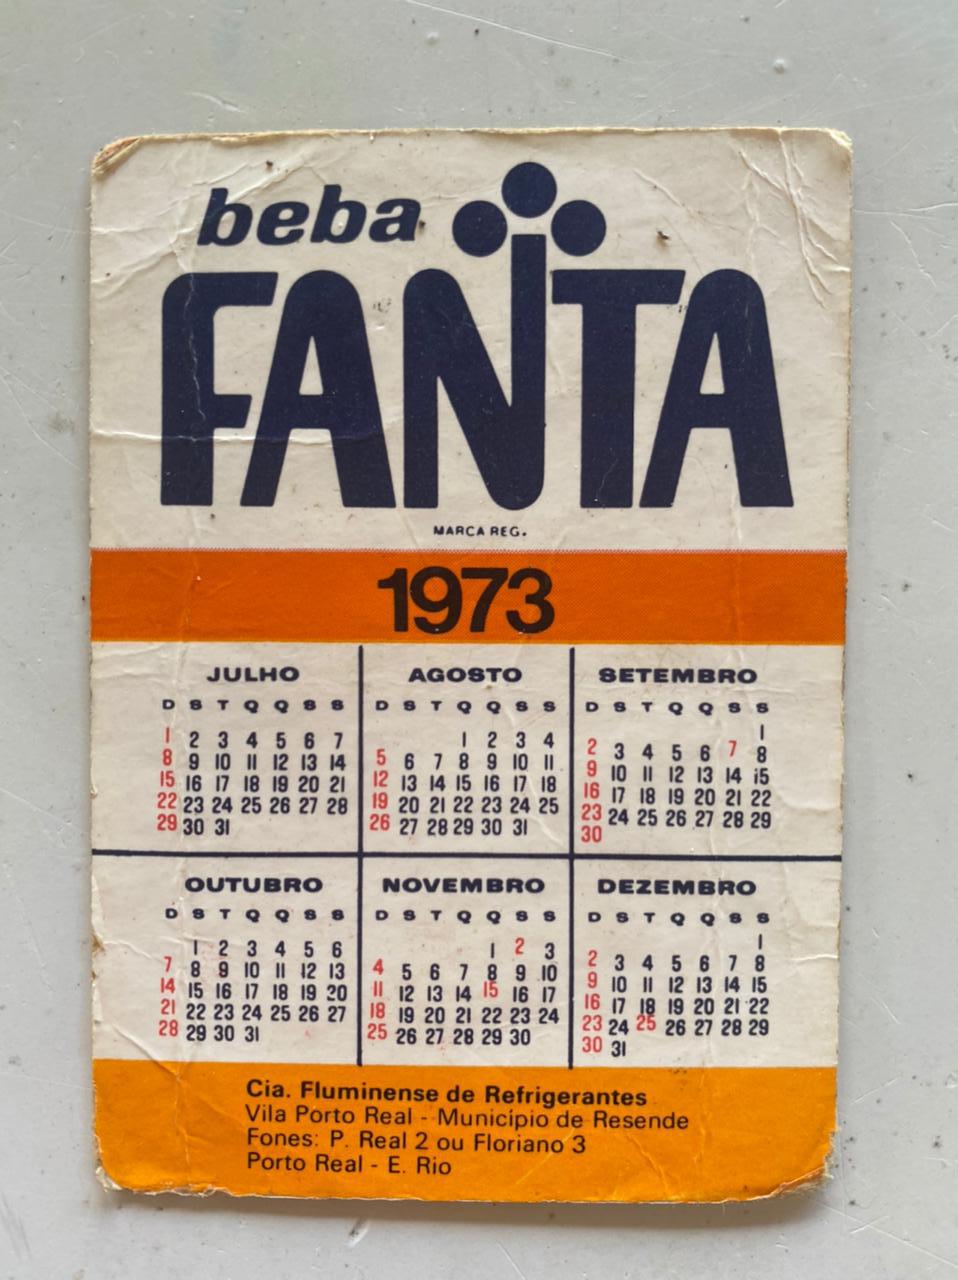 beba
FANTA
MARCA REG.
1973
JULHO
D S T Q Q S S
1 2 3 4 5 6 7
8 9 10 11 12 13 14
15 16 17 18 19 20 21
22 23 24 25 26 27 28
29 30 31
AGOSTO
D S T Q Q S S
1 2 3 4
5 6 7 8 9 10 11
12 13 14 15 16 17 18
19 20 21 22 23 24 25
26 27 28 29 30 31
SETEMBRO
D S T Q Q S S
1
2 3 4 5 6 7 8
9 10 11 12 13 14 15
16 17 18 19 20 21 22
23 24 25 26 27 28 29
30
OUTUBRO
D S T Q Q S S
1 2 3 4 5 6
7 8 9 10 11 12 13
14 15 16 17 18 19 20
21 22 23 24 25 26 27
28 29 30 31
NOVEMBRO
D S T Q Q S S
1 2 3
4 5 6 7 8 9 10
11 12 13 14 15 16 17
18 19 20 21 22 23 24
25 26 27 28 29 30
DEZEMBRO
D S T Q Q S S
1
2 3 4 5 6 7 8
9 10 11 12 13 14 15
16 17 18 19 20 21 22
23 24 25 26 27 28 29
30 31
Cia. Fluminense de Refrigerantes
Vila Porto Real - Município de Resende
Fones: P. Real 2 ou Floriano 3
Porto Real - E. Rio